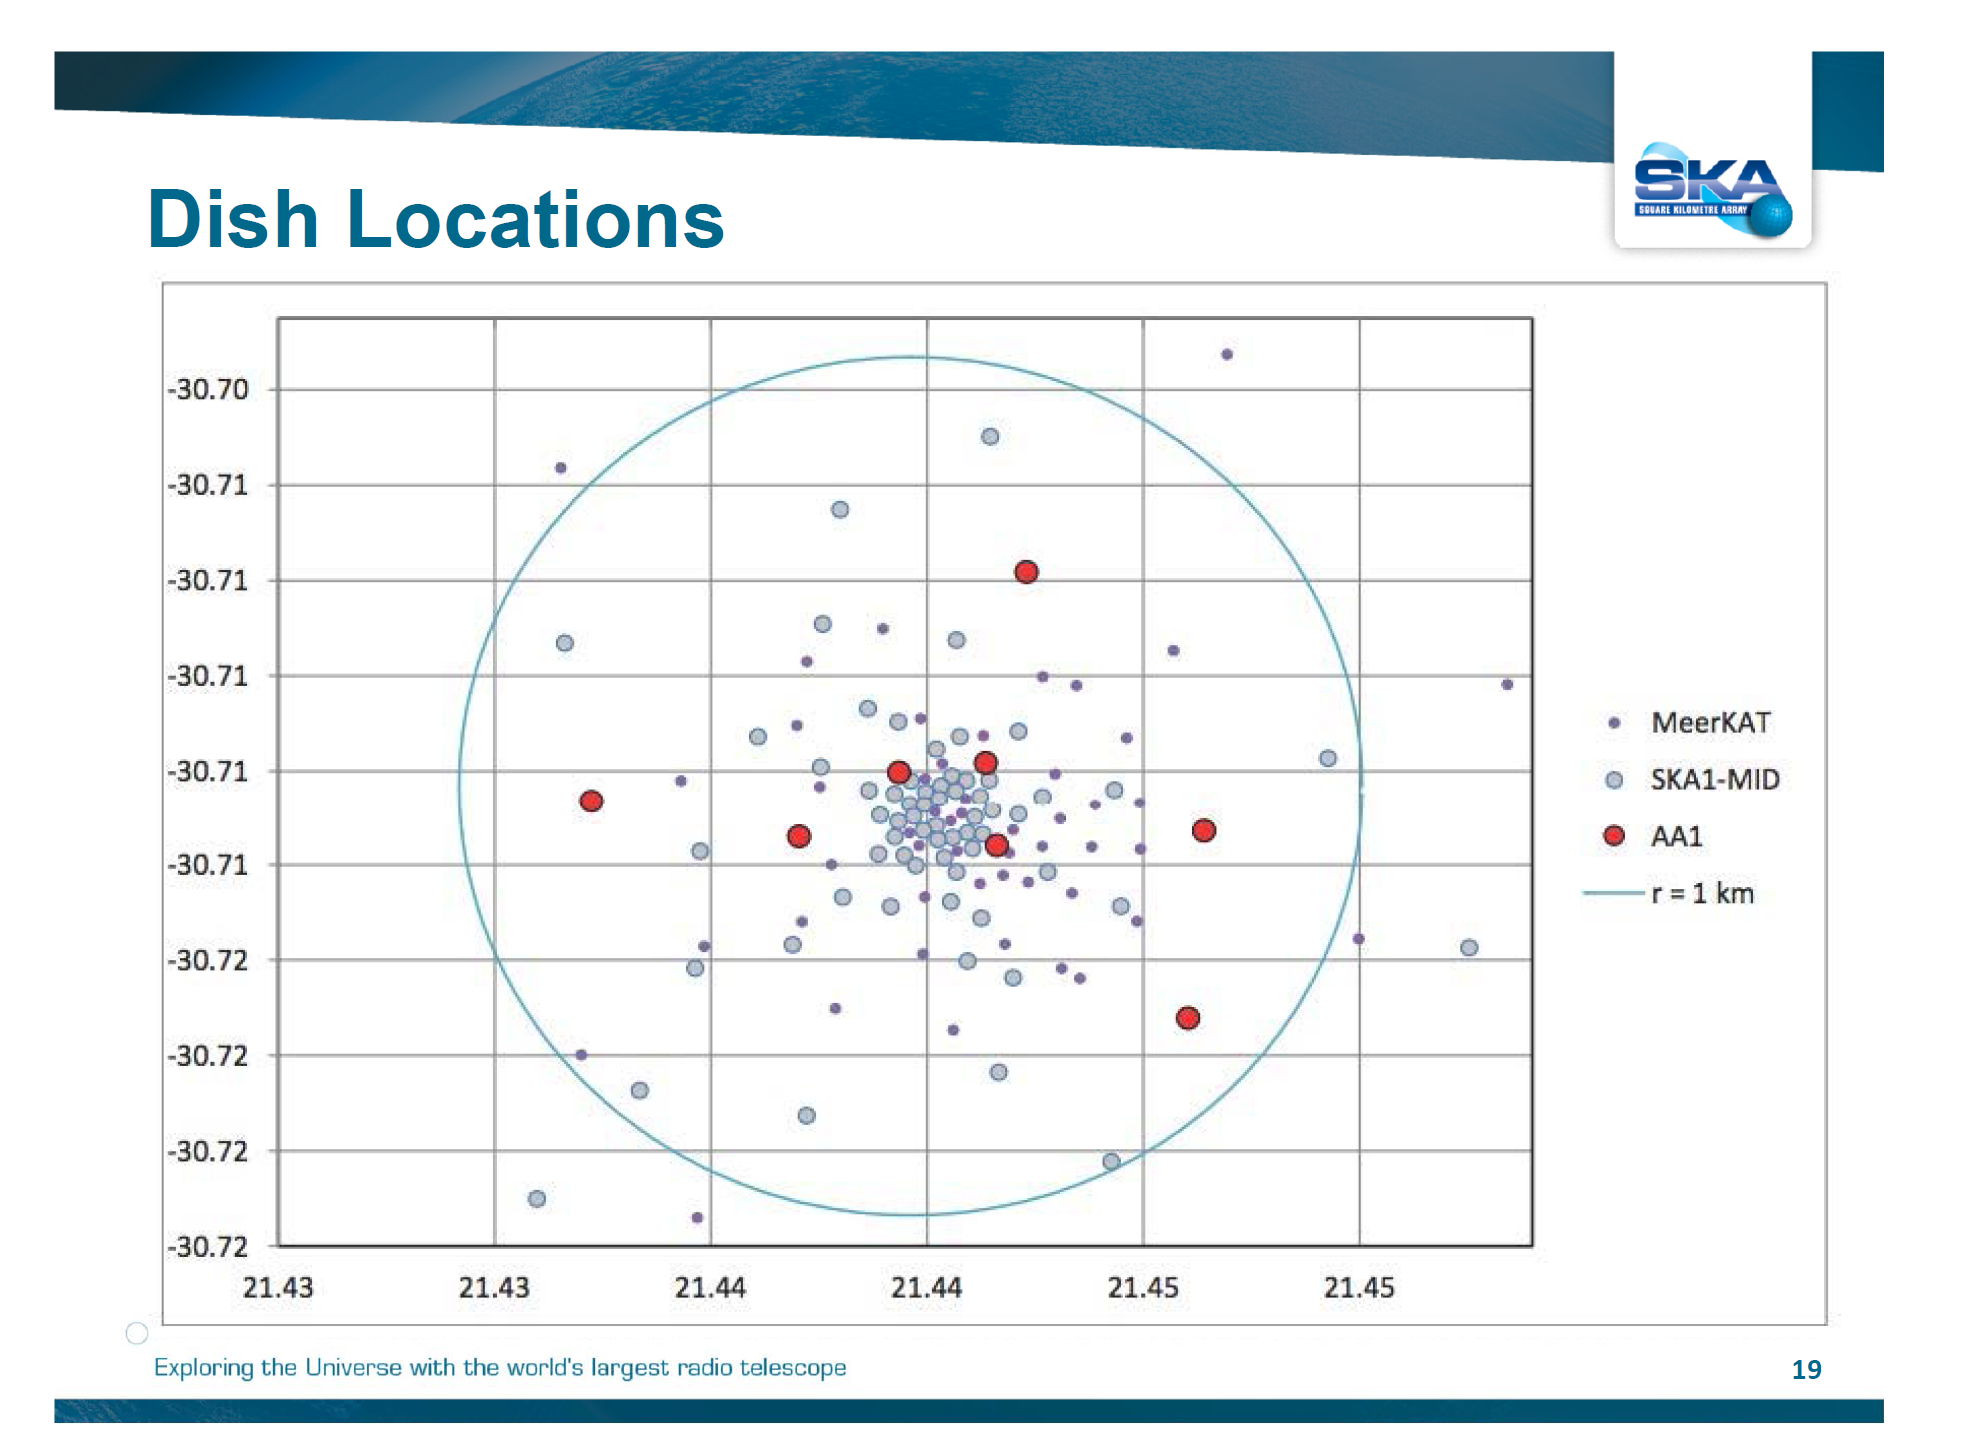 SKA
SQUARE KILOMETRE ARRAY
Dish Locations
-30.70
-30.71
-30.71
-30.71
-30.71
-30.71
-30.72
-30.72
-30.72
-30.72
21.43
21.43
21.44
21.44
21.45
21.45
MeerKAT
SKA1-MID
AA1
r = 1 km
Exploring the Universe with the world's largest radio telescope
19